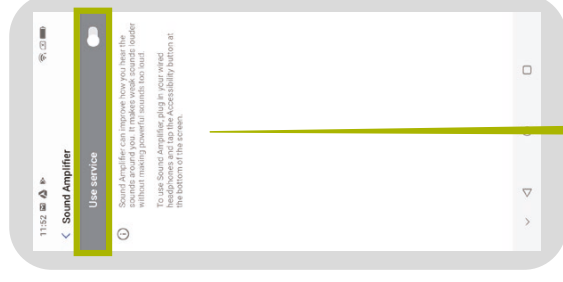 11:52
Sound Amplifier
Use service
Sound Amplifier can improve how you hear the
sounds around you. It makes weak sounds louder
without making powerful sounds too loud.
To use Sound Amplifier, plug in your wired
headphones and tap the Accessibility button at
the bottom of the screen.